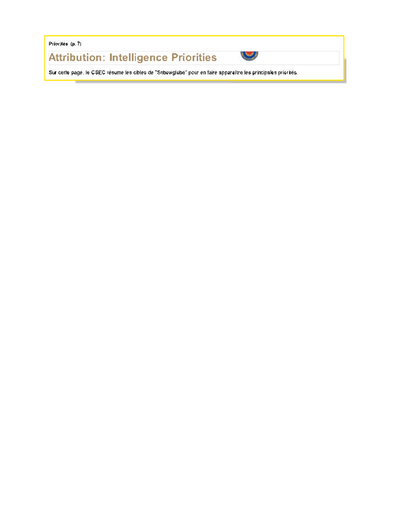 Priorités (p. 7)
Attribution: Intelligence Priorities
Sur cette page, le CSEC résume les cibles de "Snowglobe" pour en faire apparaître les principales priorités.